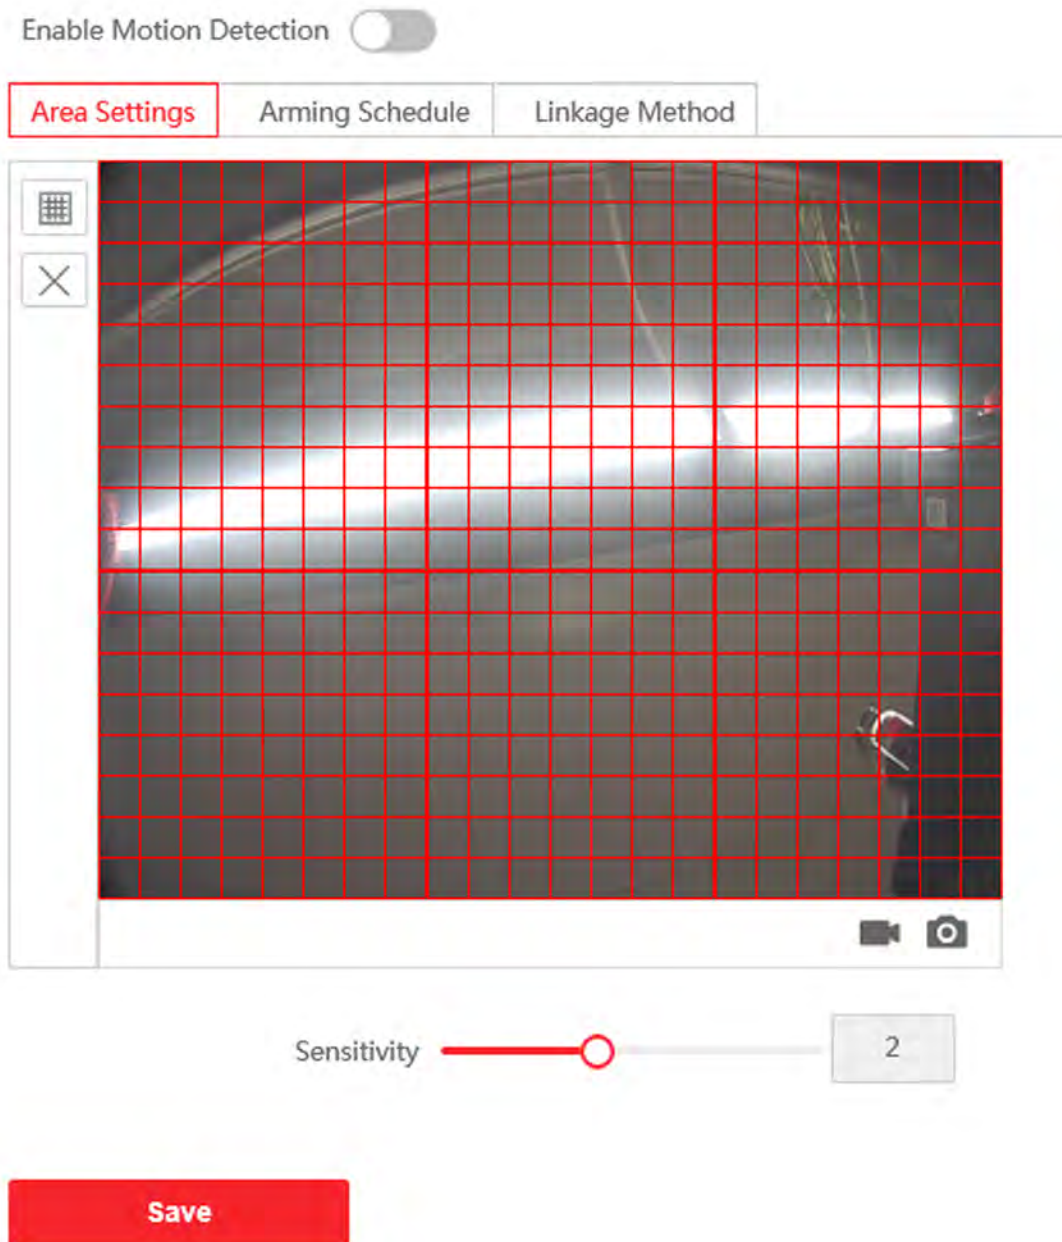 Enable Motion Detection
Area Settings Arming Schedule Linkage Method
Sensitivity 2
Save